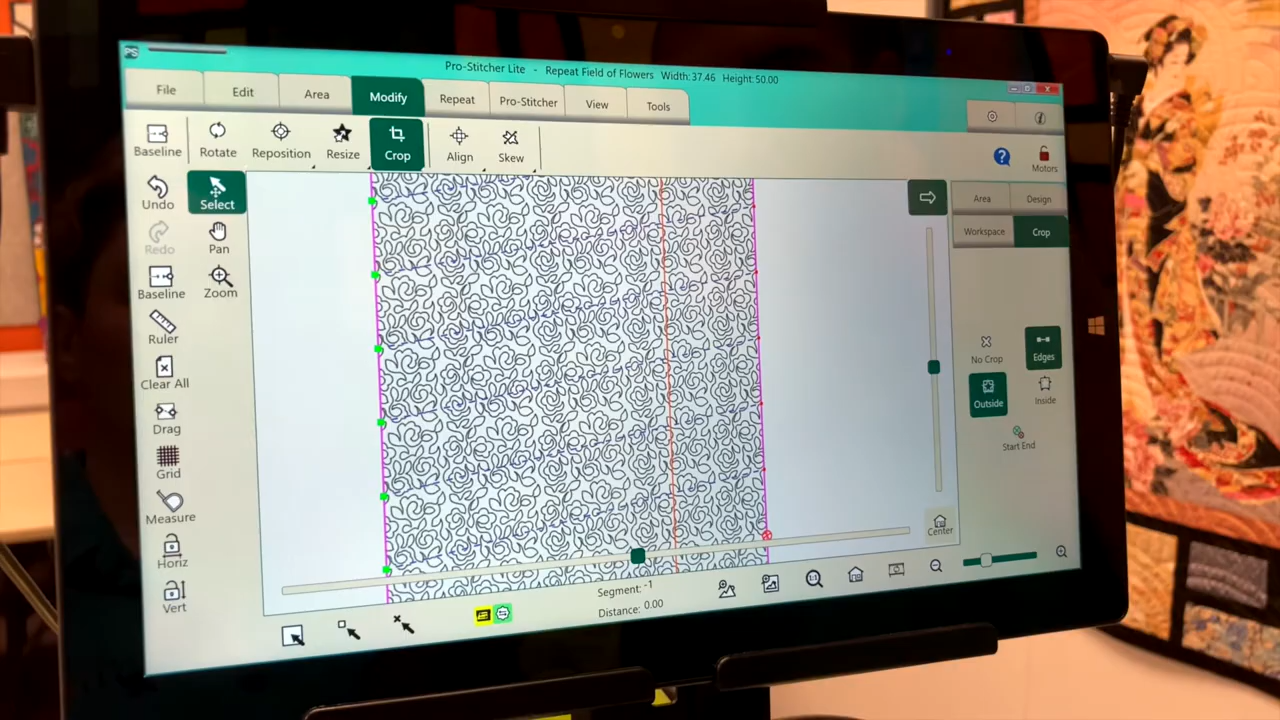 PS
Pro-Stitcher Lite - Repeat Field of Flowers Width:37.46 Height:50.00
File Edit Area Modify Repeat Pro-Stitcher View Tools
Baseline Rotate Reposition Resize Crop Align Skew Motors
Undo Select
Area Design
Redo Pan
Workspace Crop
Baseline Zoom
Ruler
No Crop Edges
Clear All
Outside Inside
Drag
Start End
Grid
Measure
Center
Horiz
Vert
1:1
Segment: -1
Distance: 0.00